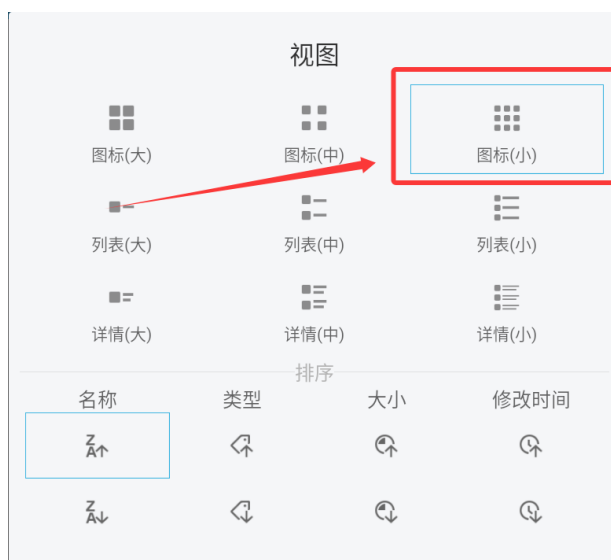 视图
图标(大) 图标(中) 图标(小)
列表(大) 列表(中) 列表(小)
详情(大) 详情(中) 详情(小)
排序
名称 类型 大小 修改时间